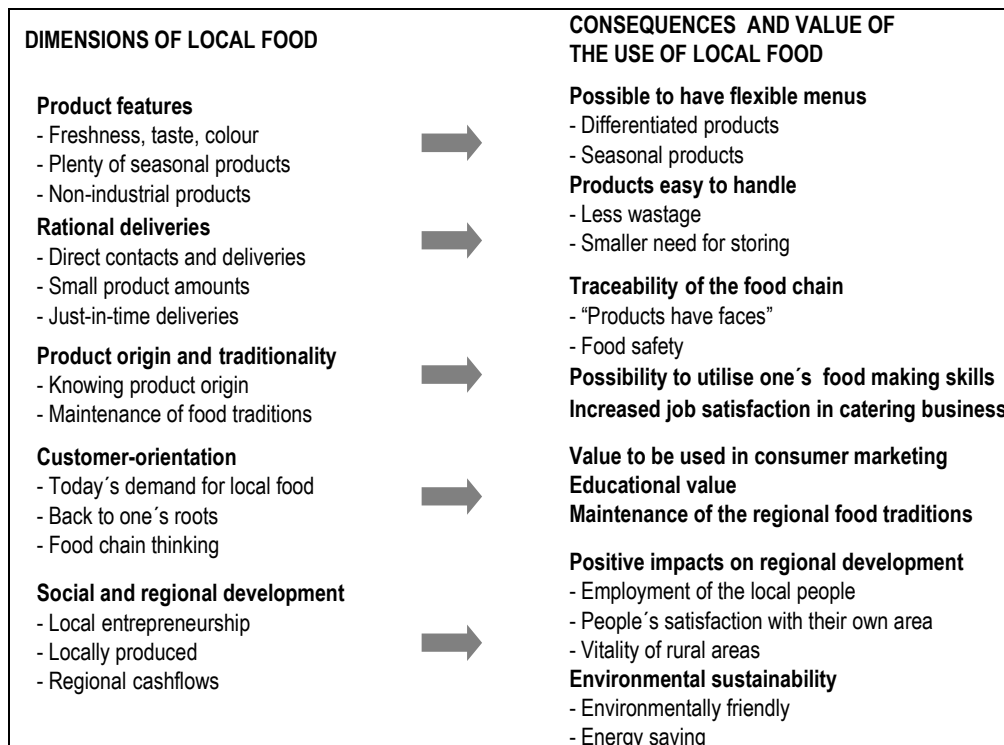 DIMENSIONS OF LOCAL FOOD
Product features
- Freshness, taste, colour
- Plenty of seasonal products
- Non-industrial products
Rational deliveries
- Direct contacts and deliveries
- Small product amounts
- Just-in-time deliveries
Product origin and traditionality
- Knowing product origin
- Maintenance of food traditions
Customer-orientation
- Today´s demand for local food
- Back to one´s roots
- Food chain thinking
Social and regional development
- Local entrepreneurship
- Locally produced
- Regional cashflows
CONSEQUENCES AND VALUE OF
THE USE OF LOCAL FOOD
Possible to have flexible menus
- Differentiated products
- Seasonal products
Products easy to handle
- Less wastage
- Smaller need for storing
Traceability of the food chain
- “Products have faces”
- Food safety
Possibility to utilise one´s food making skills
Increased job satisfaction in catering business
Value to be used in consumer marketing
Educational value
Maintenance of the regional food traditions
Positive impacts on regional development
- Employment of the local people
- People´s satisfaction with their own area
- Vitality of rural areas
Environmental sustainability
- Environmentally friendly
- Energy saving